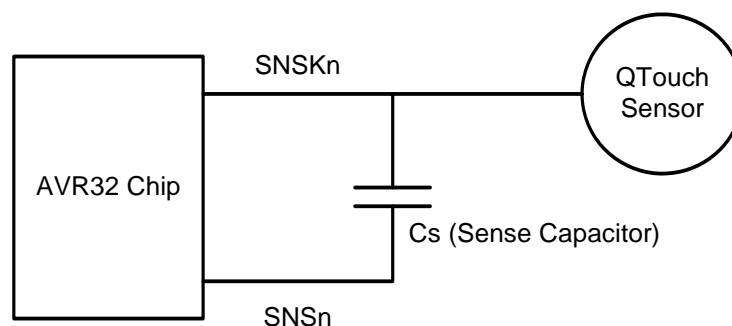 SNSKn
QTouch
Sensor
AVR32 Chip
Cs (Sense Capacitor)
SNSn